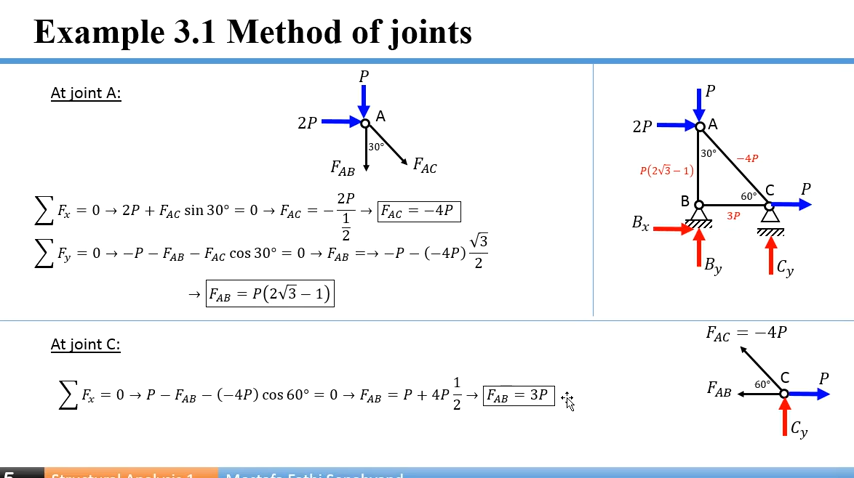 Example 3.1 Method of joints
At joint A:
P
2P
A
30°
F_AB
F_AC
∑ F_x = 0 → 2P + F_AC sin 30° = 0 → F_AC = − 2P / (1/2) → F_AC = −4P
∑ F_y = 0 → −P − F_AB − F_AC cos 30° = 0 → F_AB =→ −P − (−4P) √3/2
→ F_AB = P(2√3 − 1)
P
2P
A
30°
−4P
P(2√3 − 1)
60°
C
P
B
3P
B_x
B_y
C_y
At joint C:
∑ F_x = 0 → P − F_AB − (−4P) cos 60° = 0 → F_AB = P + 4P 1/2 → F_AB = 3P
F_AC = −4P
60°
C
P
F_AB
C_y
5
Structural Analysis 1